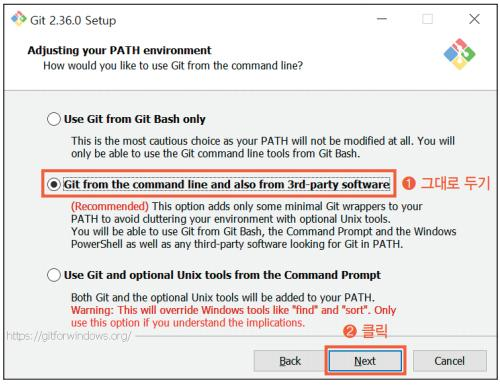 Git 2.36.0 Setup
Adjusting your PATH environment
How would you like to use Git from the command line?
Use Git from Git Bash only
This is the most cautious choice as your PATH will not be modified at all. You will
only be able to use the Git command line tools from Git Bash.
Git from the command line and also from 3rd-party software
❶ 그대로 두기
(Recommended) This option adds only some minimal Git wrappers to your
PATH to avoid cluttering your environment with optional Unix tools.
You will be able to use Git from Git Bash, the Command Prompt and the Windows
PowerShell as well as any third-party software looking for Git in PATH.
Use Git and optional Unix tools from the Command Prompt
Both Git and the optional Unix tools will be added to your PATH.
Warning: This will override Windows tools like "find" and "sort". Only
use this option if you understand the implications.
❷ 클릭
https://gitforwindows.org/
Back Next Cancel